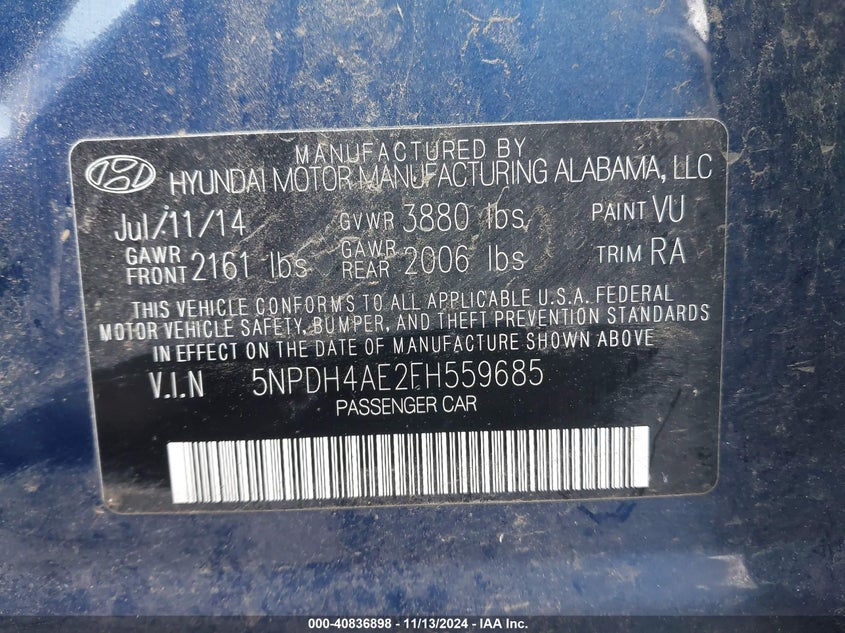 MANUFACTURED BY
HYUNDAI MOTOR MANUFACTURING ALABAMA, LLC
Jul/11/14 GVWR 3880 lbs PAINT VU
GAWR FRONT 2161 lbs GAWR REAR 2006 lbs TRIM RA
THIS VEHICLE CONFORMS TO ALL APPLICABLE U.S.A. FEDERAL
MOTOR VEHICLE SAFETY, BUMPER, AND THEFT PREVENTION STANDARDS
IN EFFECT ON THE DATE OF MANUFACTURE SHOWN ABOVE
V.I.N 5NPDH4AE2FH559685
PASSENGER CAR
000-40836898 - 11/13/2024 - IAA Inc.